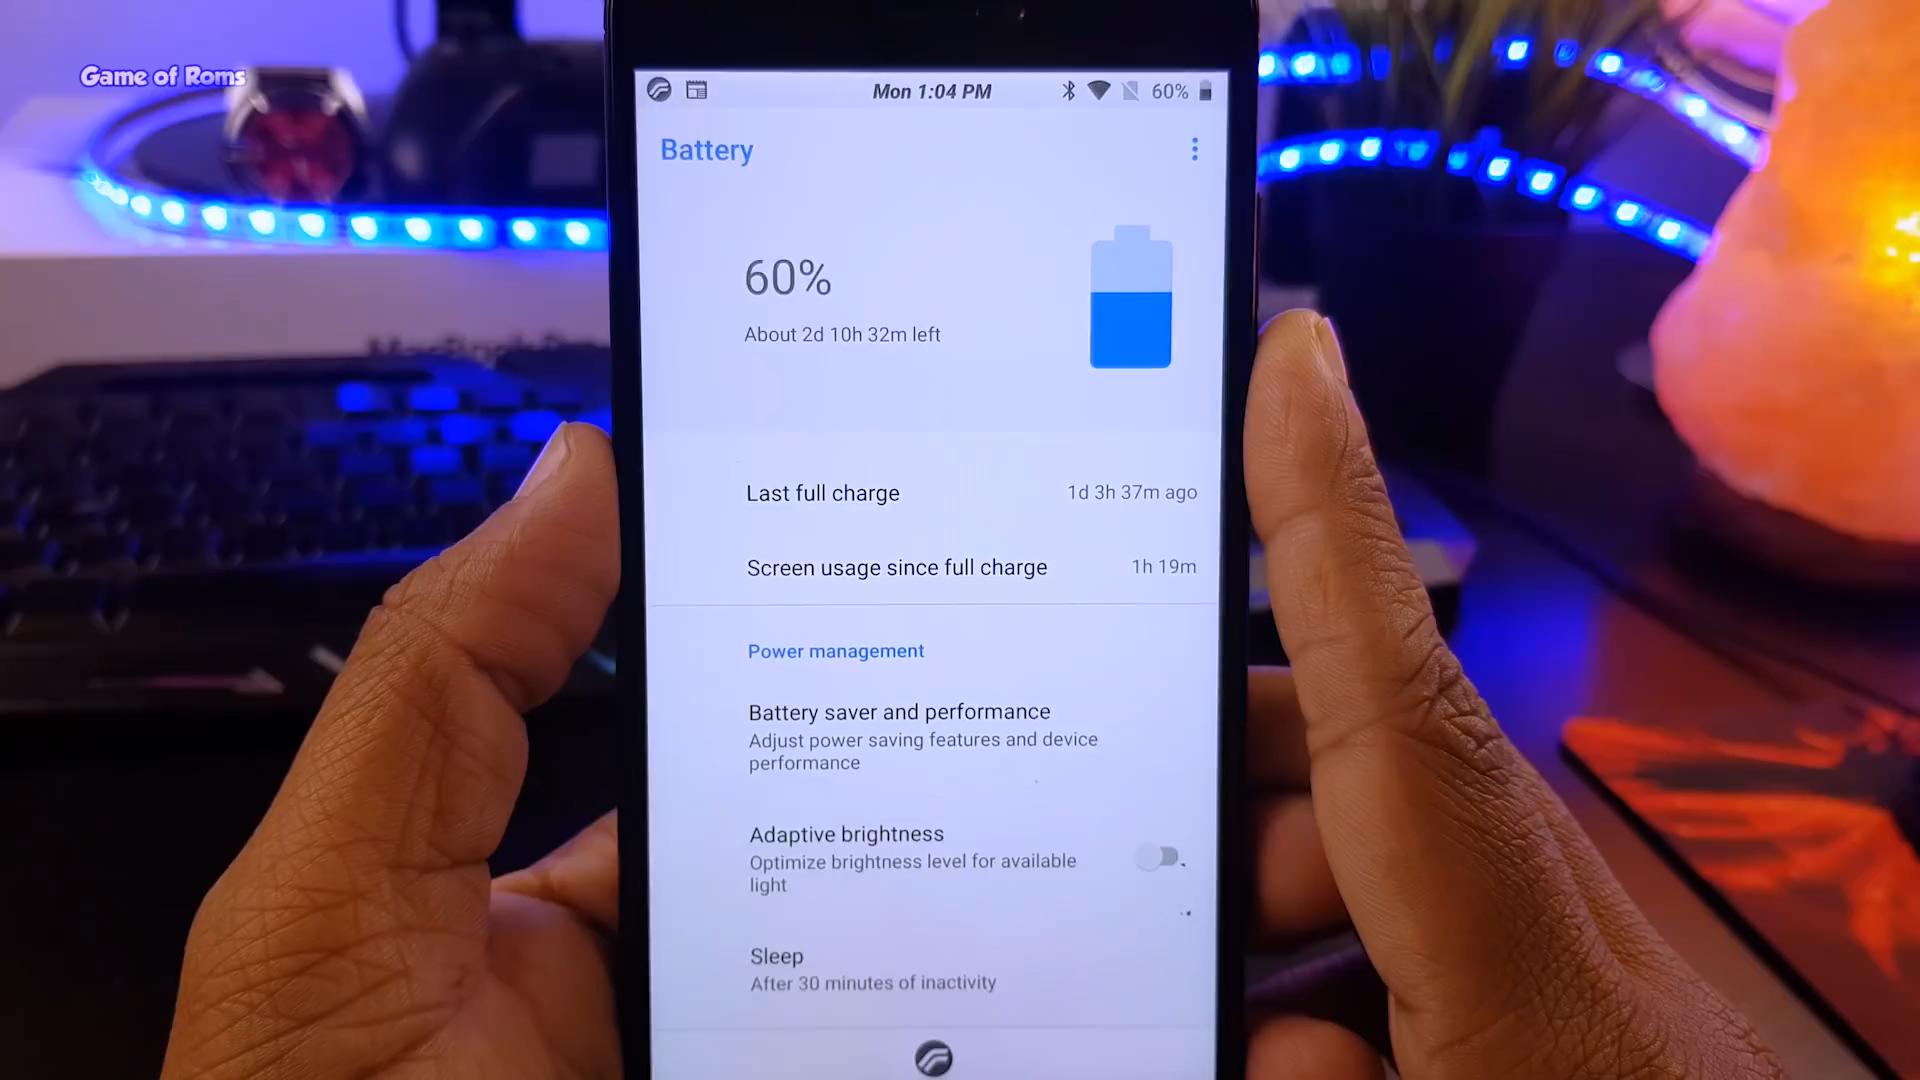 Game of Roms
Mon 1:04 PM
60%
Battery
60%
About 2d 10h 32m left
Last full charge
1d 3h 37m ago
Screen usage since full charge
1h 19m
Power management
Battery saver and performance
Adjust power saving features and device
performance
Adaptive brightness
Optimize brightness level for available
light
Sleep
After 30 minutes of inactivity